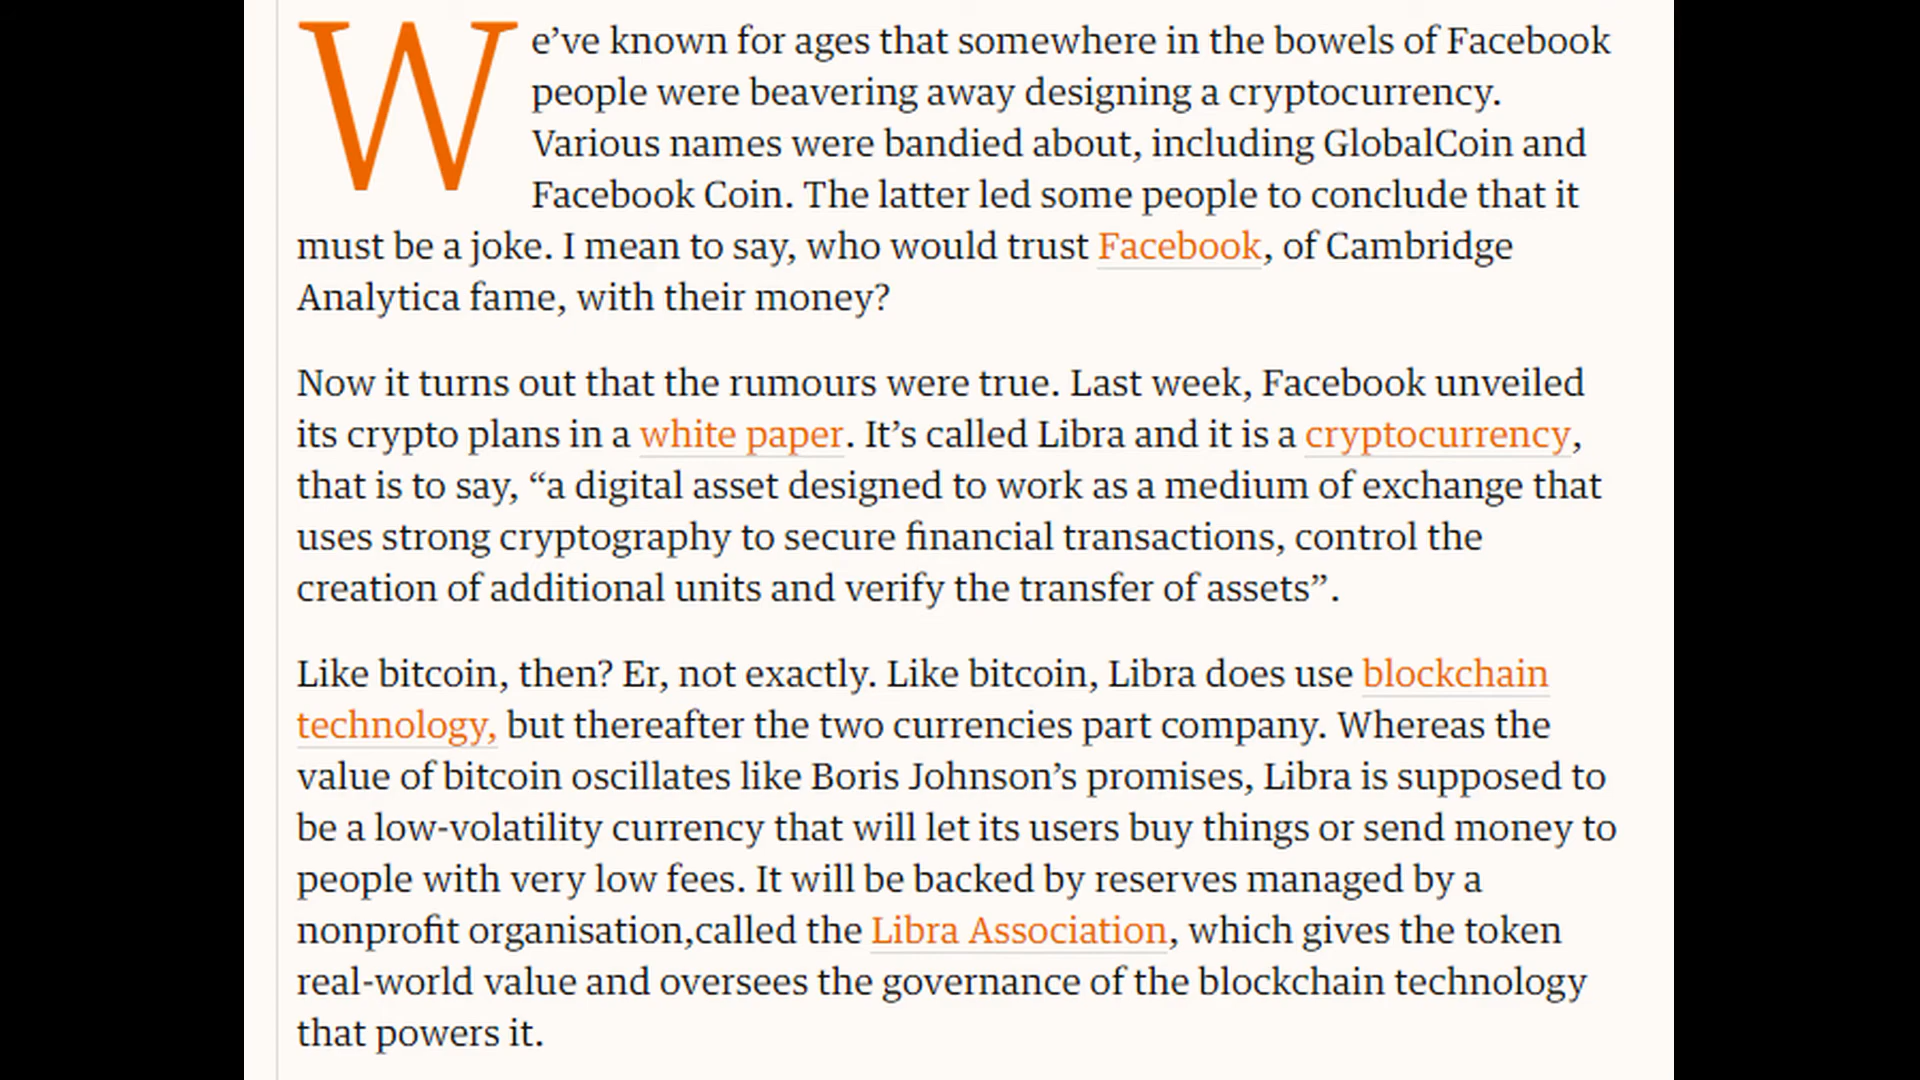 We’ve known for ages that somewhere in the bowels of Facebook
people were beavering away designing a cryptocurrency.
Various names were bandied about, including GlobalCoin and
Facebook Coin. The latter led some people to conclude that it
must be a joke. I mean to say, who would trust Facebook, of Cambridge
Analytica fame, with their money?
Now it turns out that the rumours were true. Last week, Facebook unveiled
its crypto plans in a white paper. It’s called Libra and it is a cryptocurrency,
that is to say, “a digital asset designed to work as a medium of exchange that
uses strong cryptography to secure financial transactions, control the
creation of additional units and verify the transfer of assets”.
Like bitcoin, then? Er, not exactly. Like bitcoin, Libra does use blockchain
technology, but thereafter the two currencies part company. Whereas the
value of bitcoin oscillates like Boris Johnson’s promises, Libra is supposed to
be a low-volatility currency that will let its users buy things or send money to
people with very low fees. It will be backed by reserves managed by a
nonprofit organisation,called the Libra Association, which gives the token
real-world value and oversees the governance of the blockchain technology
that powers it.